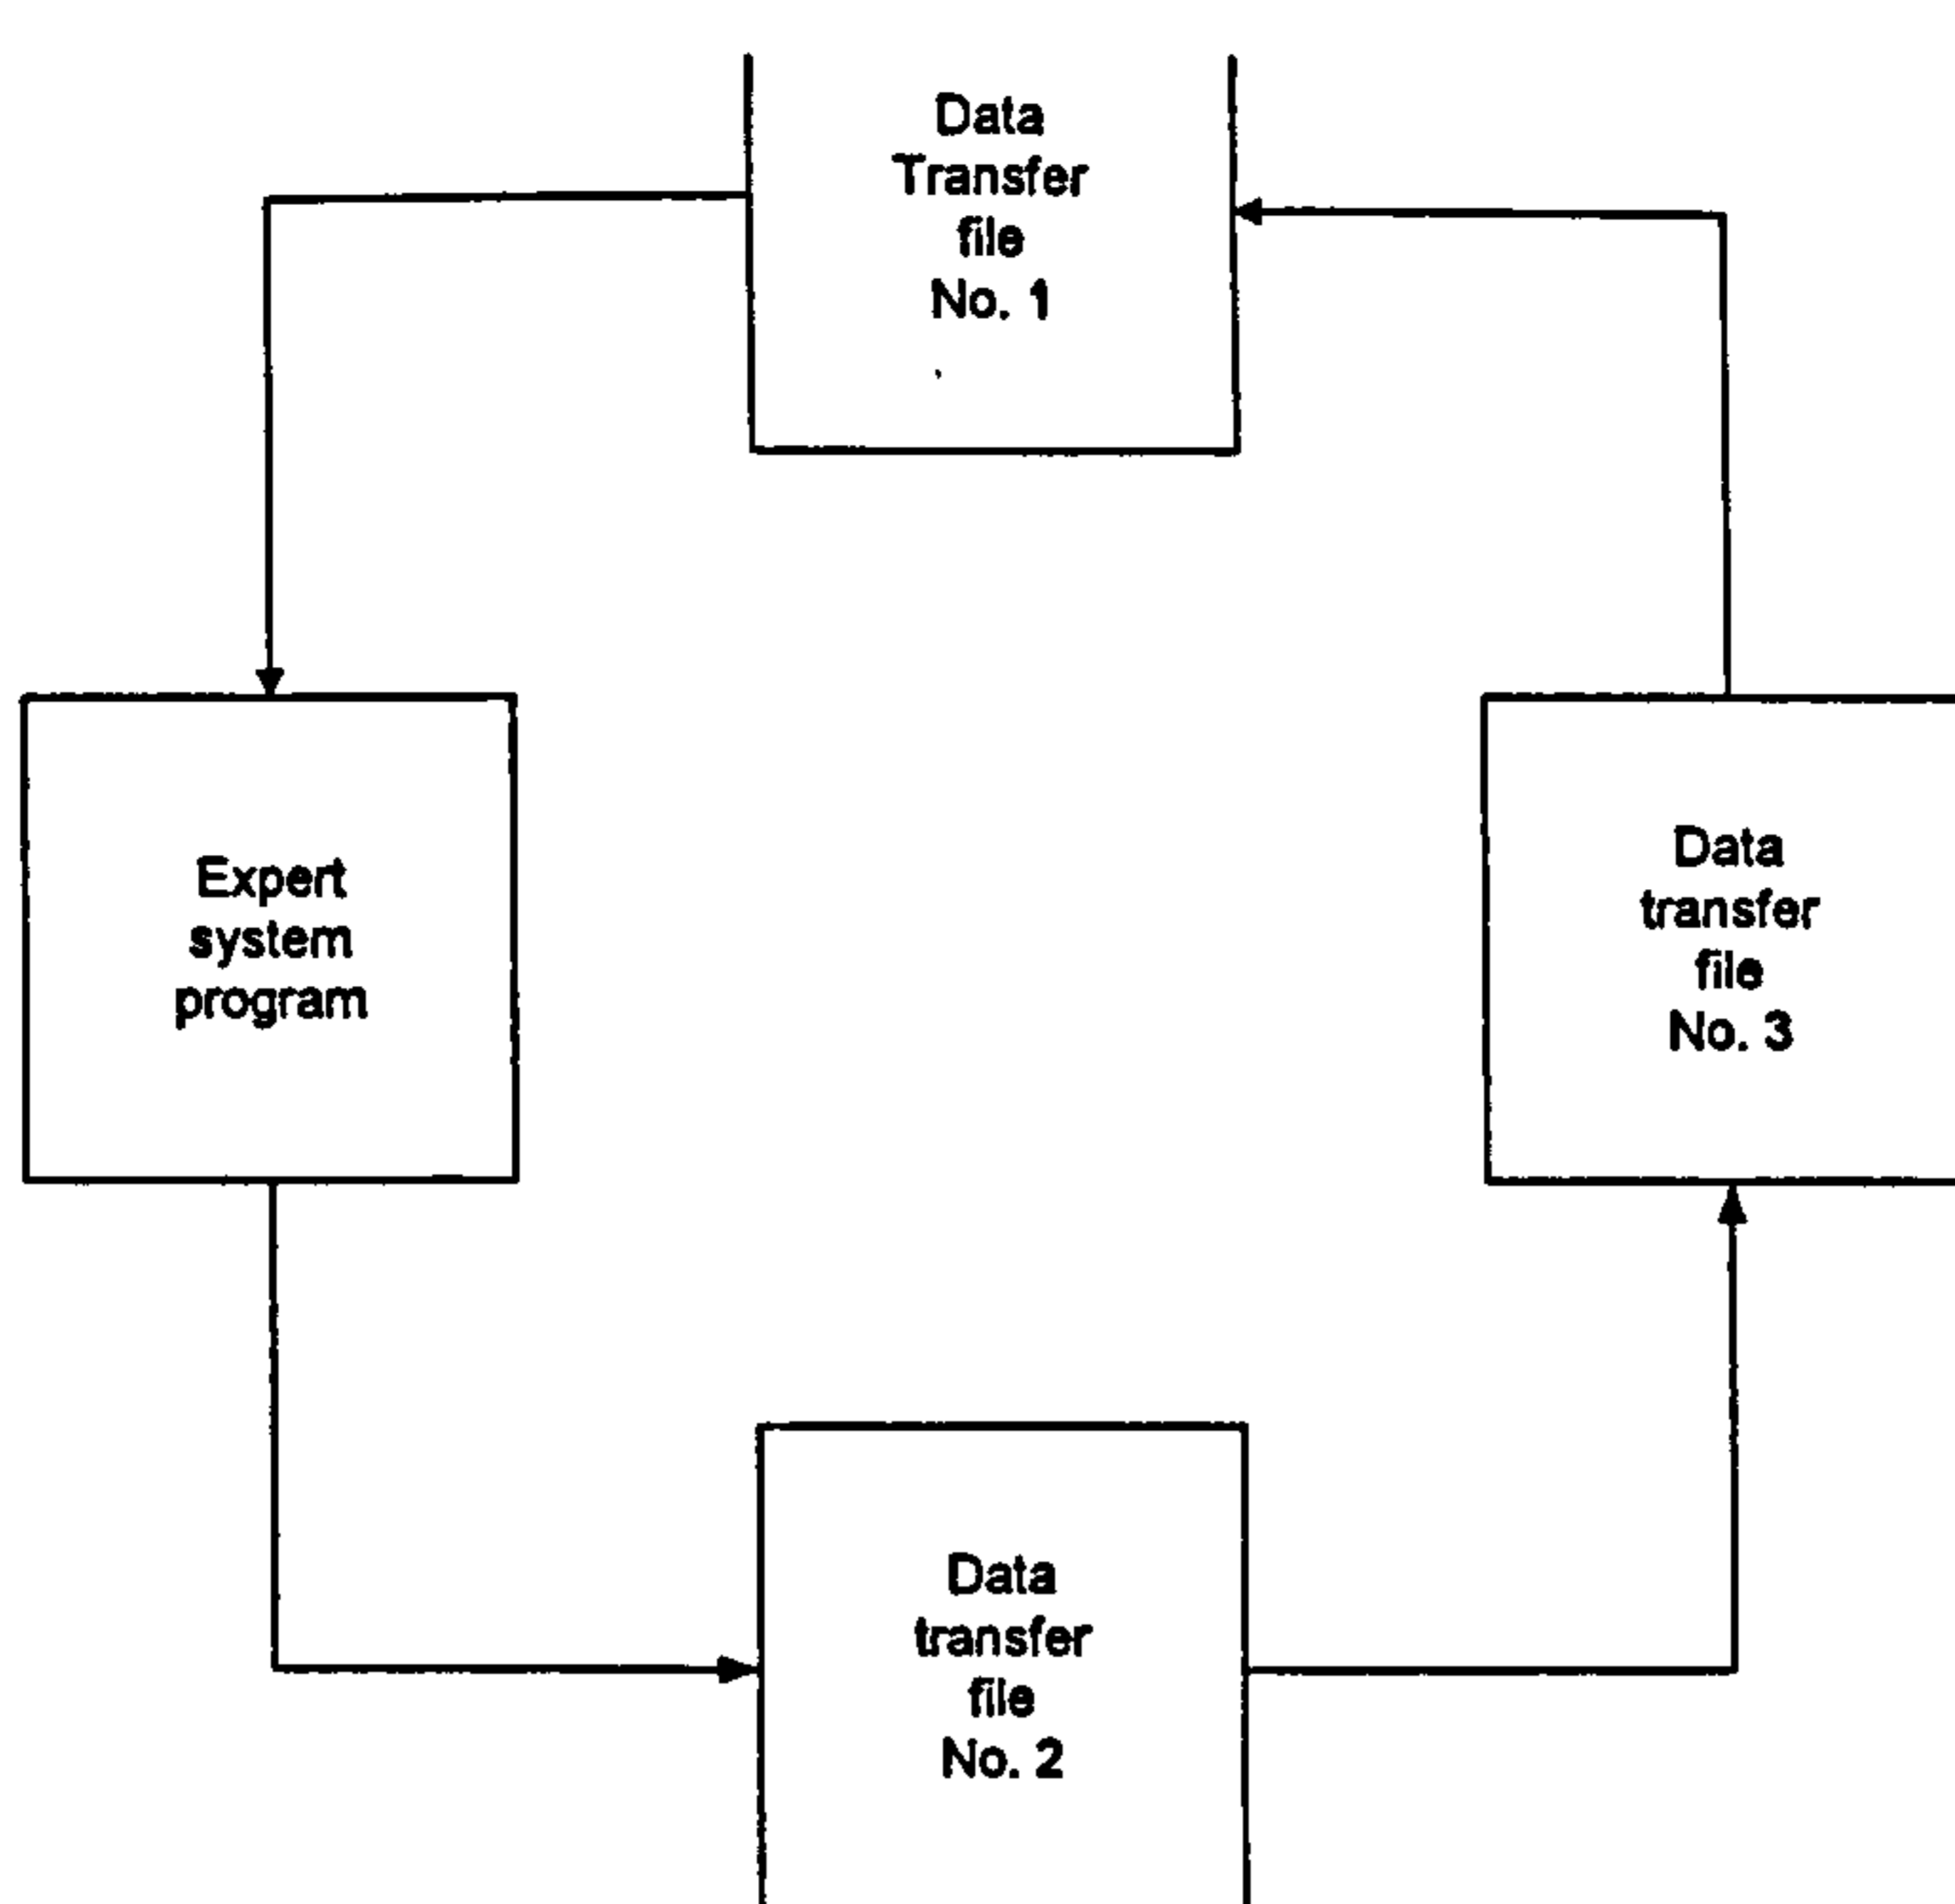 Data
Transfer
file
No. 1
Expert
system
program
Data
transfer
file
No. 3
Data
transfer
file
No. 2